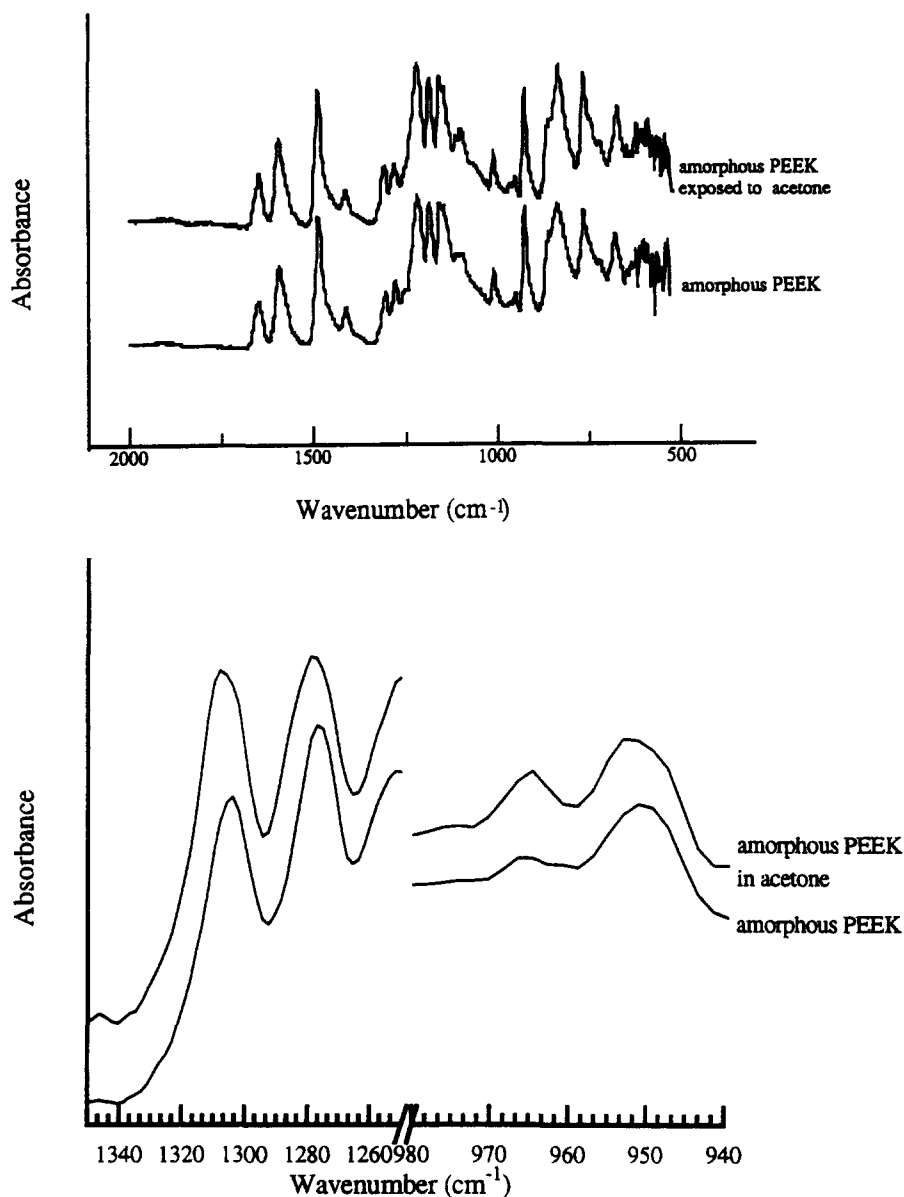 Absorbance
amorphous PEEK
exposed to acetone
amorphous PEEK
2000 1500 1000 500
Wavenumber (cm-1)
Absorbance
amorphous PEEK
in acetone
amorphous PEEK
1340 1320 1300 1280 1260 980 970 960 950 940
Wavenumber (cm-1)